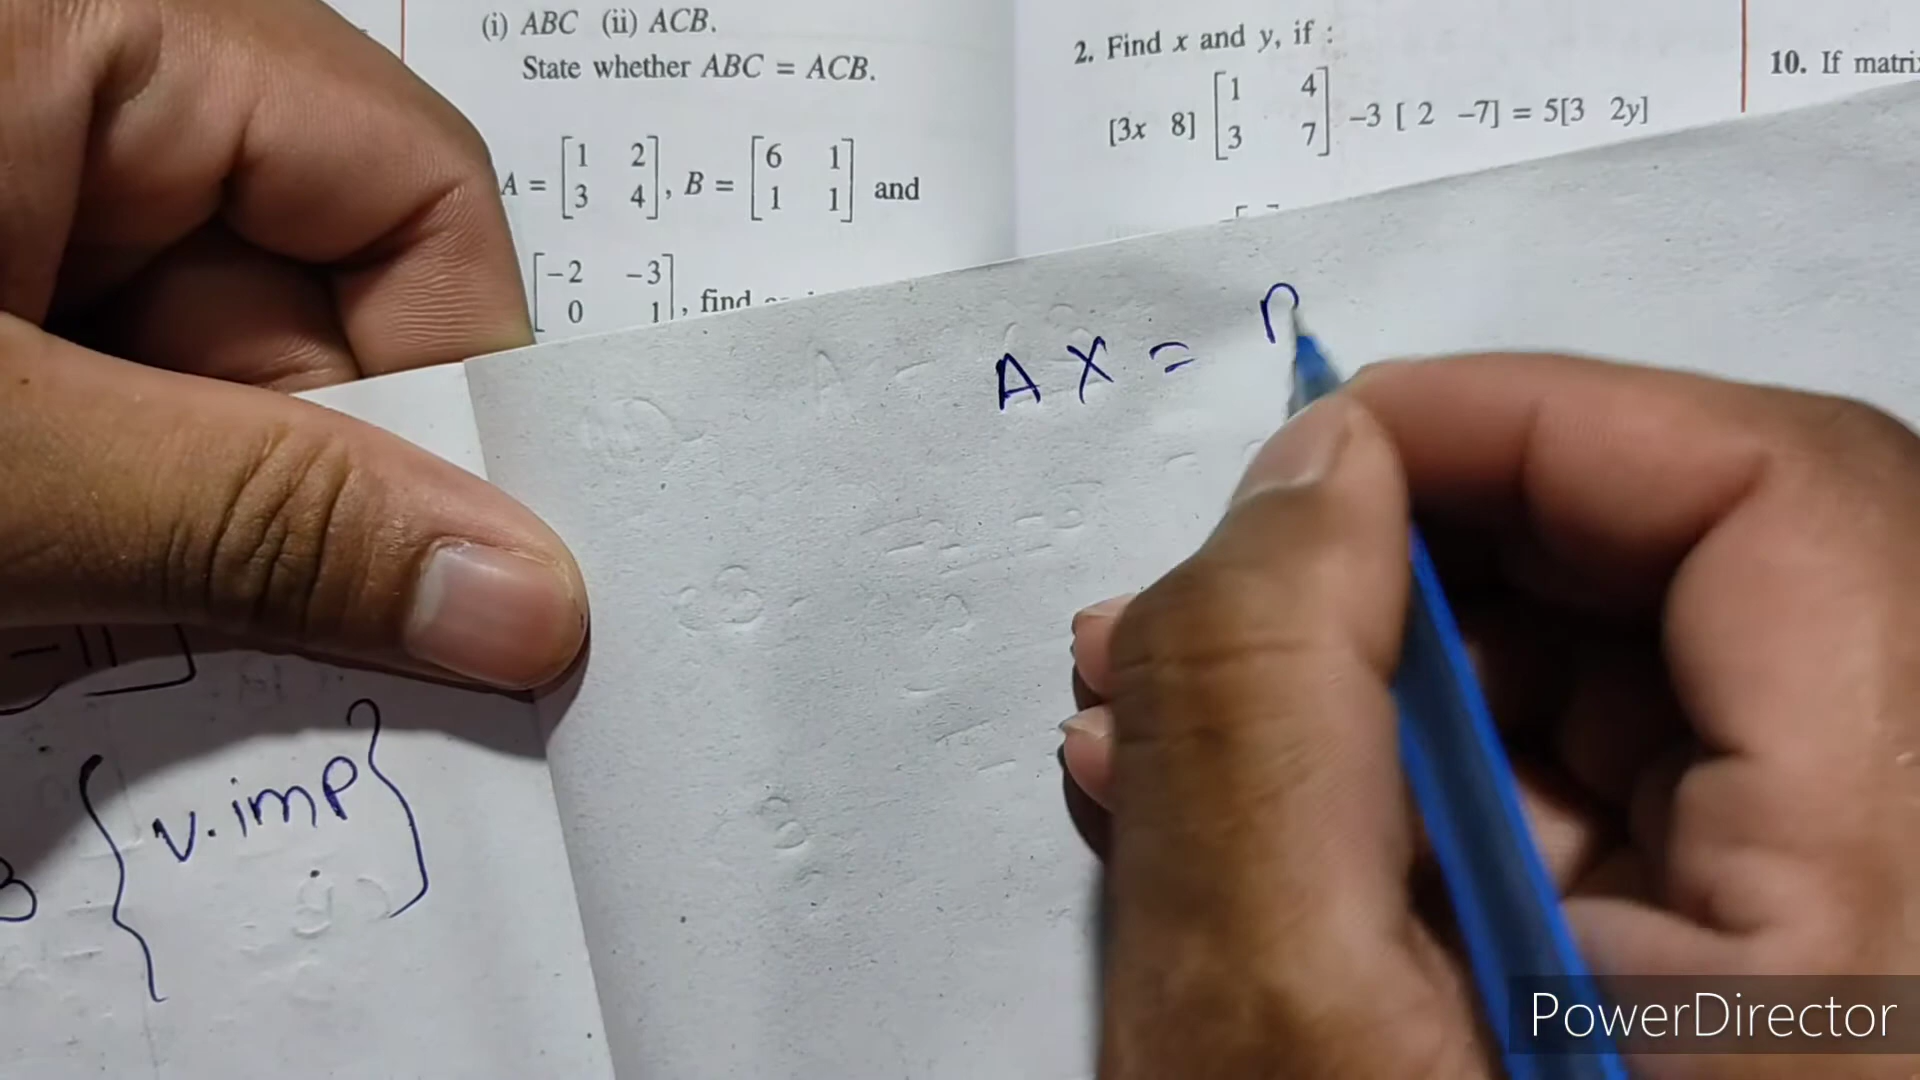 (i) ABC (ii) ACB.
State whether ABC = ACB.
A = [1 2
3 4], B = [6 1
1 1] and
[-2 -3
0 1], find
2. Find x and y, if :
[3x 8] [1 4
3 7] -3 [ 2 -7] = 5[3 2y]
10. If
A X =
-11]
3 { v. imp }
PowerDirector